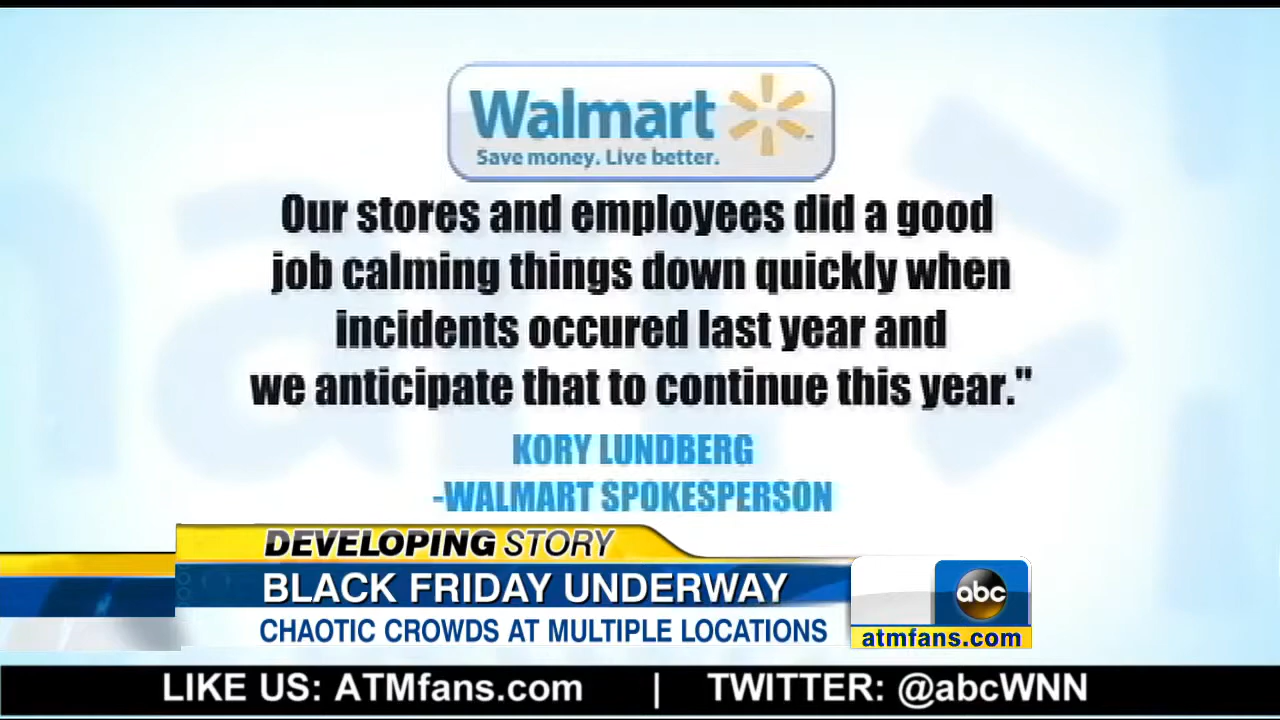 Walmart
Save money. Live better.
Our stores and employees did a good
job calming things down quickly when
incidents occured last year and
we anticipate that to continue this year."
KORY LUNDBERG
-WALMART SPOKESPERSON
DEVELOPING STORY
BLACK FRIDAY UNDERWAY
CHAOTIC CROWDS AT MULTIPLE LOCATIONS
abc
atmfans.com
LIKE US: ATMfans.com | TWITTER: @abcWNN